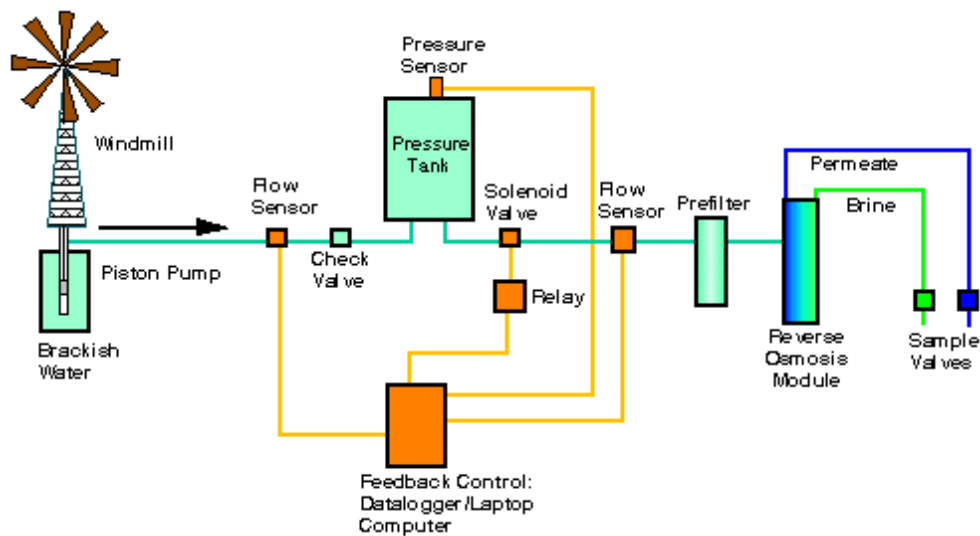 Pressure
Sensor
Windmill
Pressure
Tank
Flow
Sensor
Solenoid
Valve
Flow
Sensor
Prefilter
Permeate
Brine
Piston Pump
Check
Valve
Relay
Brackish
Water
Reverse
Osmosis
Module
Sample
Valves
Feedback Control:
Datalogger/Laptop
Computer